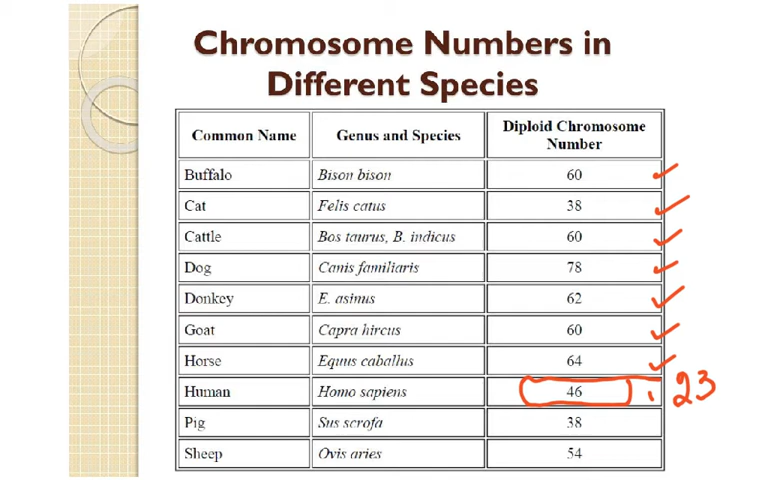 Chromosome Numbers in
Different Species
Common Name Genus and Species Diploid Chromosome
Number
Buffalo Bison bison 60
Cat Felis catus 38
Cattle Bos taurus, B. indicus 60
Dog Canis familiaris 78
Donkey E. asinus 62
Goat Capra hircus 60
Horse Equus caballus 64
Human Homo sapiens 46 23
Pig Sus scrofa 38
Sheep Ovis aries 54